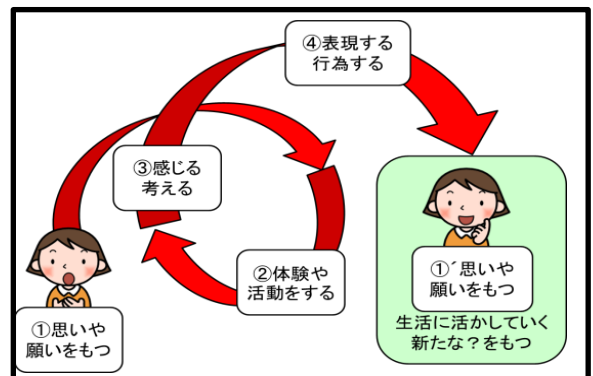 ④表現する
行為する
③感じる
考える
②体験や
活動をする
①思いや
願いをもつ
①´思いや
願いをもつ
生活に活かしていく
新たな？をもつ